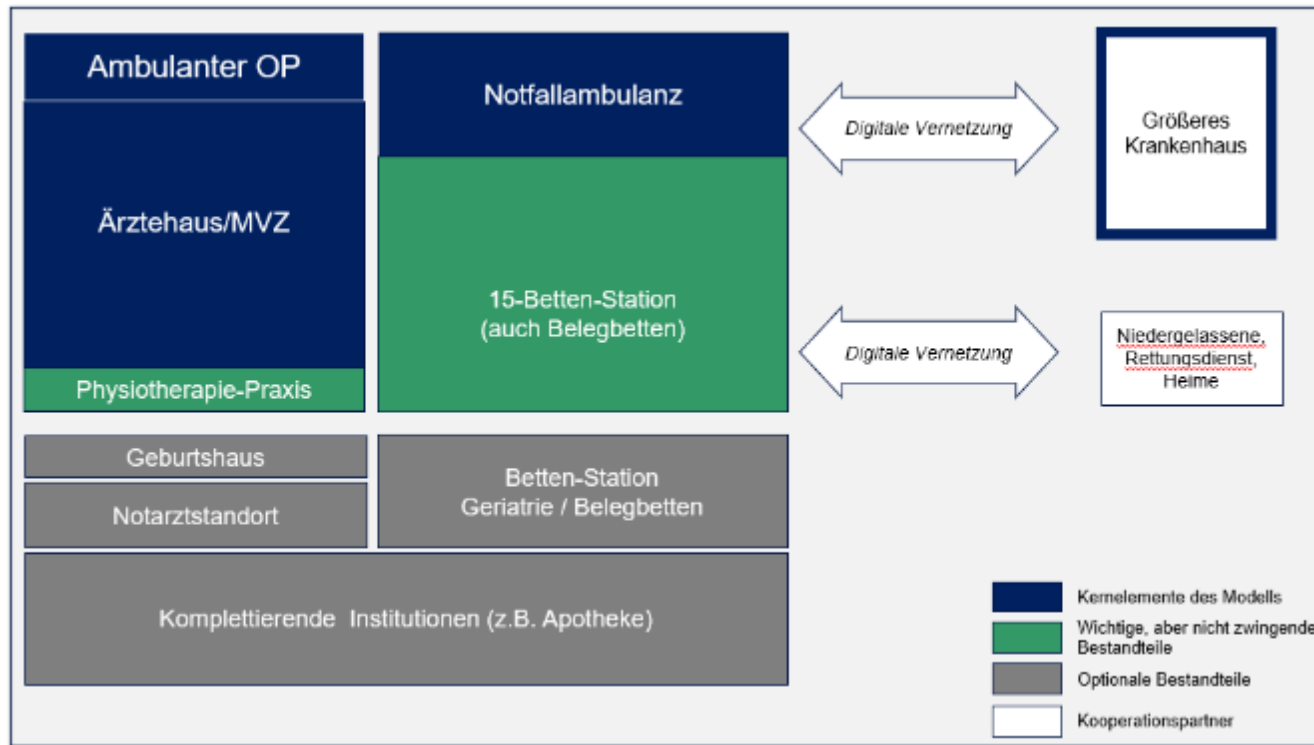 Ambulanter OP
Ärztehaus/MVZ
Physiotherapie-Praxis
Notfallambulanz
15-Betten-Station
(auch Belegbetten)
Digitale Vernetzung
Größeres
Krankenhaus
Digitale Vernetzung
Niedergelassene,
Rettungsdienst,
Heime
Geburtshaus
Notarztstandort
Betten-Station
Geriatrie / Belegbetten
Komplettierende Institutionen (z.B. Apotheke)
Kernelemente des Modells
Wichtige, aber nicht zwingende
Bestandteile
Optionale Bestandteile
Kooperationspartner